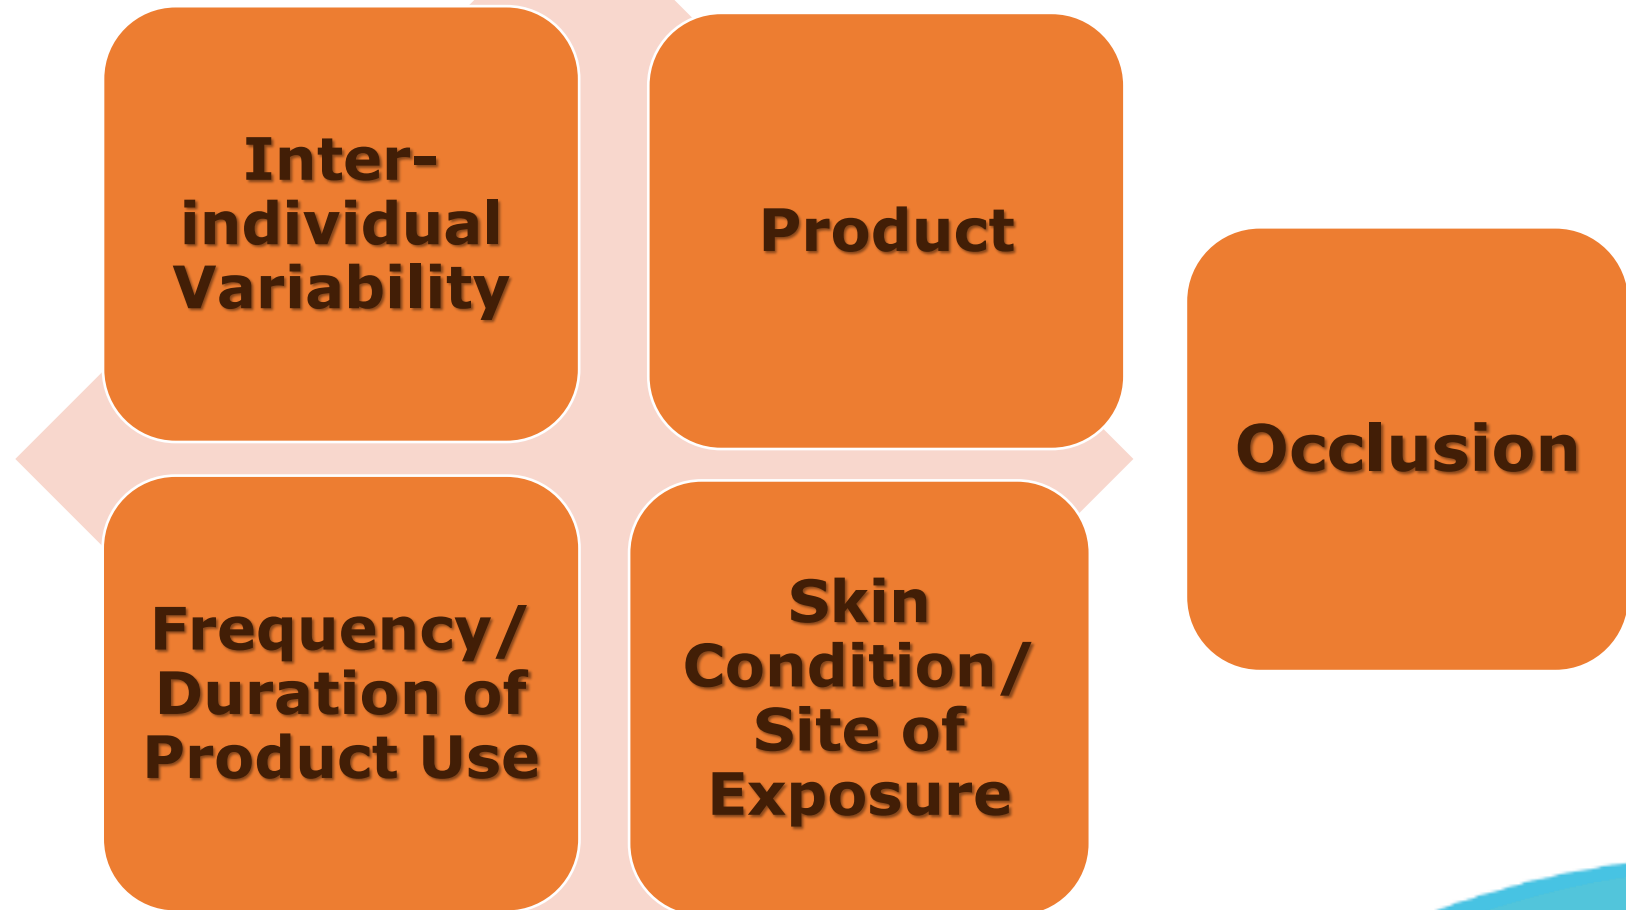 Inter-
individual
Variability
Product
Occlusion
Frequency/
Duration of
Product Use
Skin
Condition/
Site of
Exposure